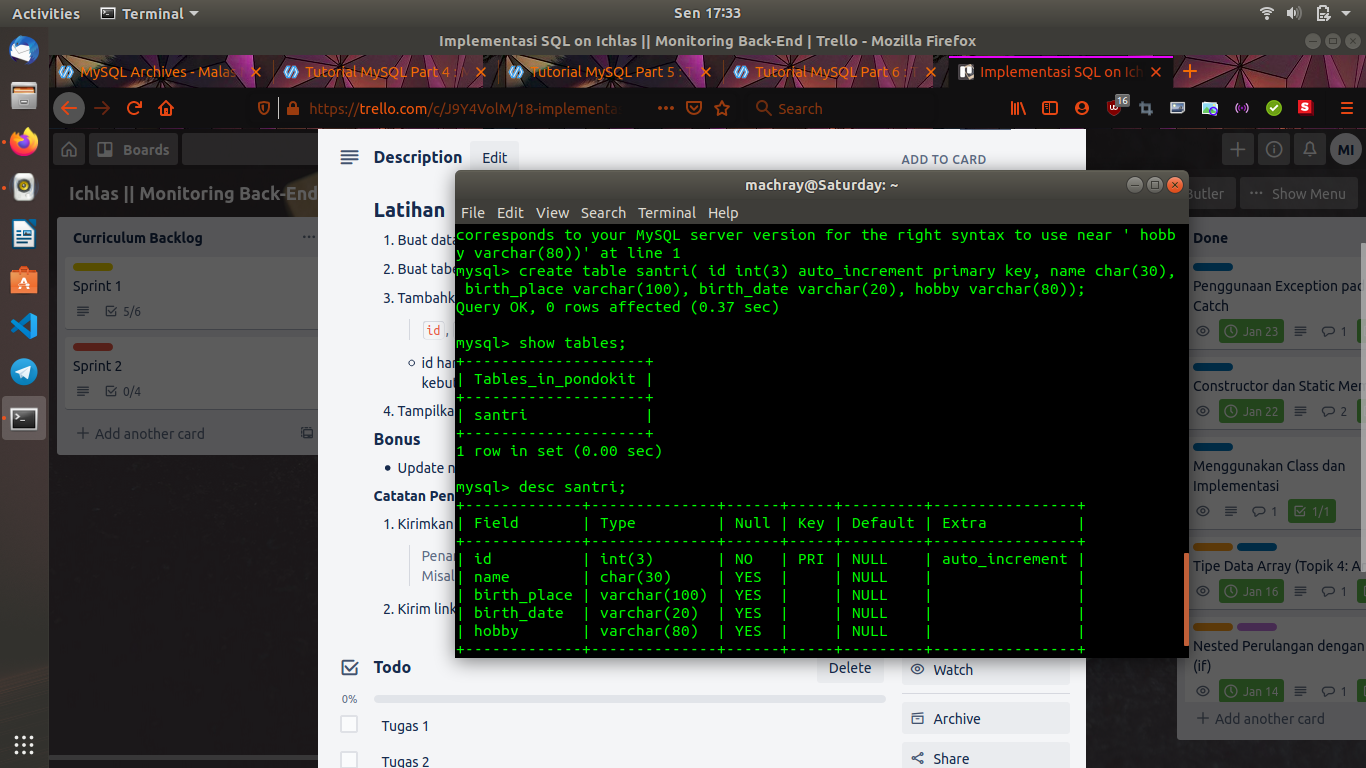 Activities
Terminal
Sen 17:33
Implementasi SQL on Ichlas || Monitoring Back-End | Trello - Mozilla Firefox
MySQL Archives - Malas
Tutorial MySQL Part 4 :
Tutorial MySQL Part 5 : T
Tutorial MySQL Part 6 : T
Implementasi SQL on Ich
https://trello.com/c/J9Y4VolM/18-implementa
Search
16
S
Boards
MI
Ichlas || Monitoring Back-End
Butler
Show Menu
Curriculum Backlog
Sprint 1
5/6
Sprint 2
0/4
Add another card
Description
Edit
ADD TO CARD
Latihan
1. Buat data
2. Buat tabe
3. Tambahk
id ,
id har
kebul
4. Tampilka
Bonus
Update n
Catatan Pen
1. Kirimkan
Penar
Misal
2. Kirim link
Todo
Delete
0%
Tugas 1
Tugas 2
Watch
Archive
Share
machray@Saturday: ~
File Edit View Search Terminal Help
corresponds to your MySQL server version for the right syntax to use near ' hobb
y varchar(80))' at line 1
mysql> create table santri( id int(3) auto_increment primary key, name char(30),
birth_place varchar(100), birth_date varchar(20), hobby varchar(80));
Query OK, 0 rows affected (0.37 sec)
mysql> show tables;
+--------------------+
| Tables_in_pondokit |
+--------------------+
| santri             |
+--------------------+
1 row in set (0.00 sec)
mysql> desc santri;
+-------------+--------------+------+-----+---------+----------------+
| Field       | Type         | Null | Key | Default | Extra          |
+-------------+--------------+------+-----+---------+----------------+
| id          | int(3)       | NO   | PRI | NULL    | auto_increment |
| name        | char(30)     | YES  |     | NULL    |                |
| birth_place | varchar(100) | YES  |     | NULL    |                |
| birth_date  | varchar(20)  | YES  |     | NULL    |                |
| hobby       | varchar(80)  | YES  |     | NULL    |                |
+-------------+--------------+------+-----+---------+----------------+
Done
Penggunaan Exception pad
Catch
Jan 23
1
Constructor dan Static Met
Jan 22
2
Menggunakan Class dan
Implementasi
1
1/1
Tipe Data Array (Topik 4: A
Jan 16
1
Nested Perulangan dengan
(if)
Jan 14
1
Add another card